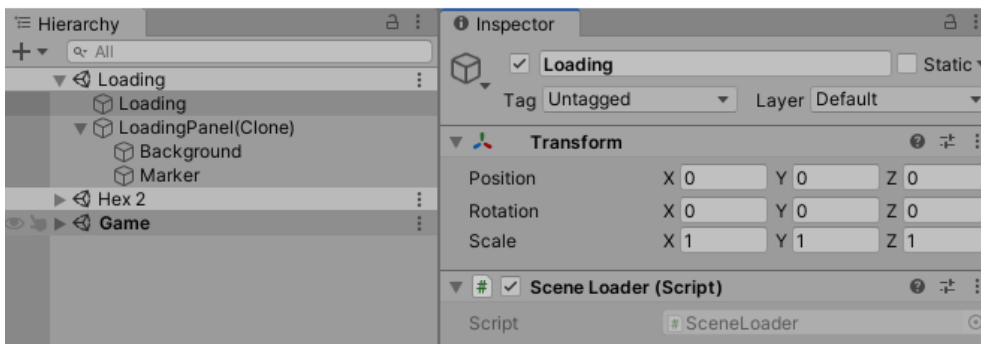 Hierarchy
All
Loading
Loading
LoadingPanel(Clone)
Background
Marker
Hex 2
Game
Inspector
Loading
Static
Tag Untagged Layer Default
Transform
Position X 0 Y 0 Z 0
Rotation X 0 Y 0 Z 0
Scale X 1 Y 1 Z 1
# Scene Loader (Script)
Script # SceneLoader